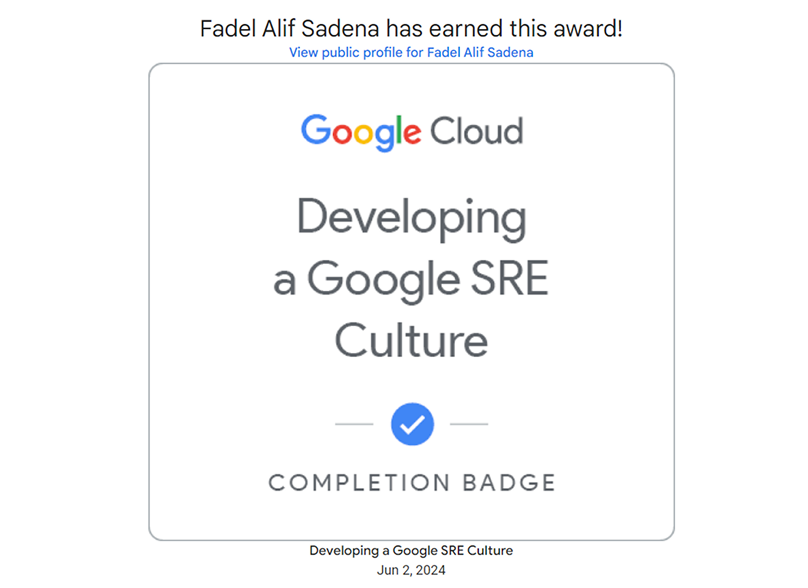 Fadel Alif Sadena has earned this award!
View public profile for Fadel Alif Sadena
Google Cloud
Developing
a Google SRE
Culture
COMPLETION BADGE
Developing a Google SRE Culture
Jun 2, 2024